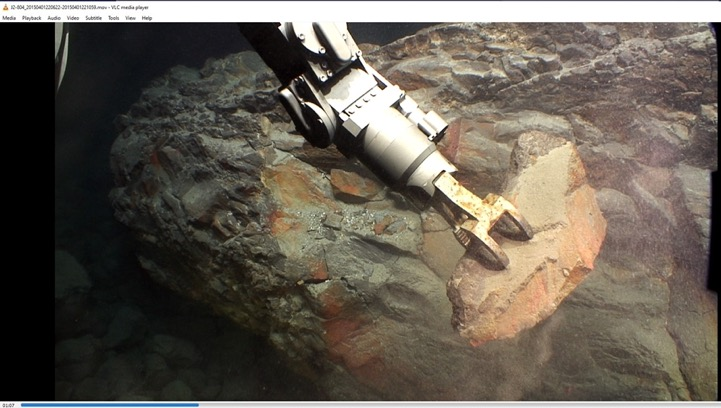 J2-804_20150401220622-20150401221059.mov - VLC media player
Media Playback Audio Video Subtitle Tools View Help
01:07